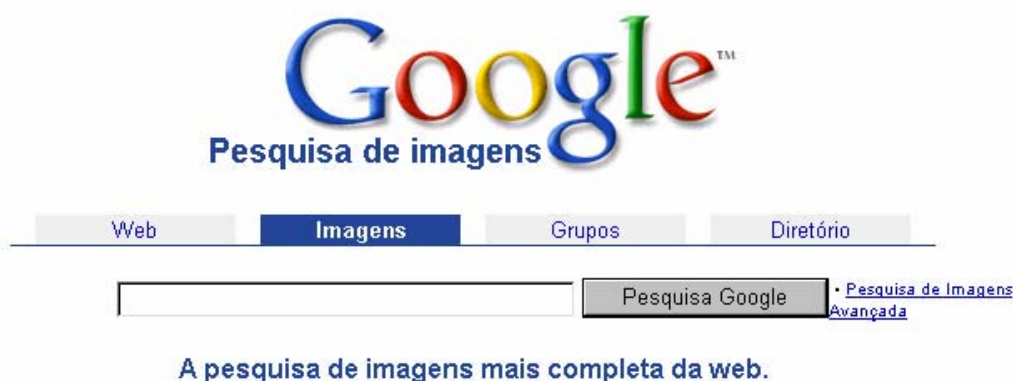 Google™
Pesquisa de imagens
Web Imagens Grupos Diretório
Pesquisa Google • Pesquisa de Imagens
Avançada
A pesquisa de imagens mais completa da web.